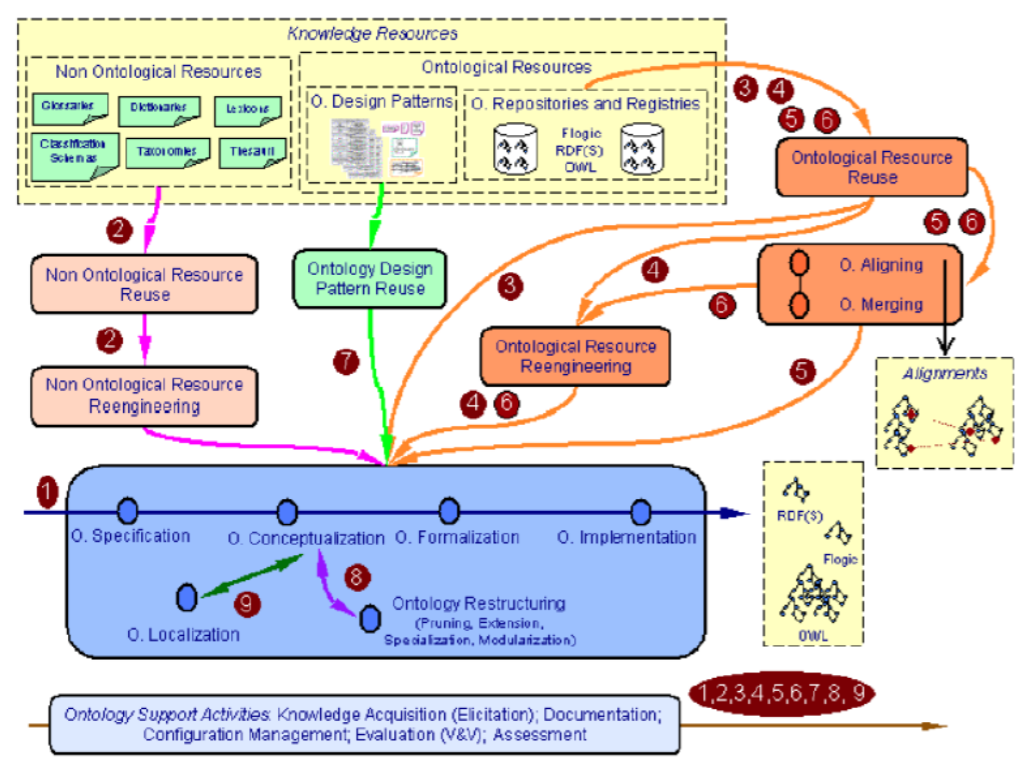 Knowledge Resources
Non Ontological Resources
Glossaries
Dictionaries
Lexicons
Classification
Schemas
Taxonomies
Thesauri
Ontological Resources
O. Design Patterns
O. Repositories and Registries
Flogic
RDF(S)
OWL
3 4
5 6
Ontological Resource
Reuse
2
5 6
Non Ontological Resource
Reuse
Ontology Design
Pattern Reuse
3
4
O. Aligning
O. Merging
6
2
7
Ontological Resource
Reengineering
5
Alignments
Non Ontological Resource
Reengineering
4 6
1
O. Specification
O. Conceptualization
O. Formalization
O. Implementation
RDF(S)
Flogic
OWL
8
9
O. Localization
Ontology Restructuring
(Pruning, Extension,
Specialization, Modularization)
1,2,3,4,5,6,7,8, 9
Ontology Support Activities: Knowledge Acquisition (Elicitation); Documentation;
Configuration Management; Evaluation (V&V); Assessment